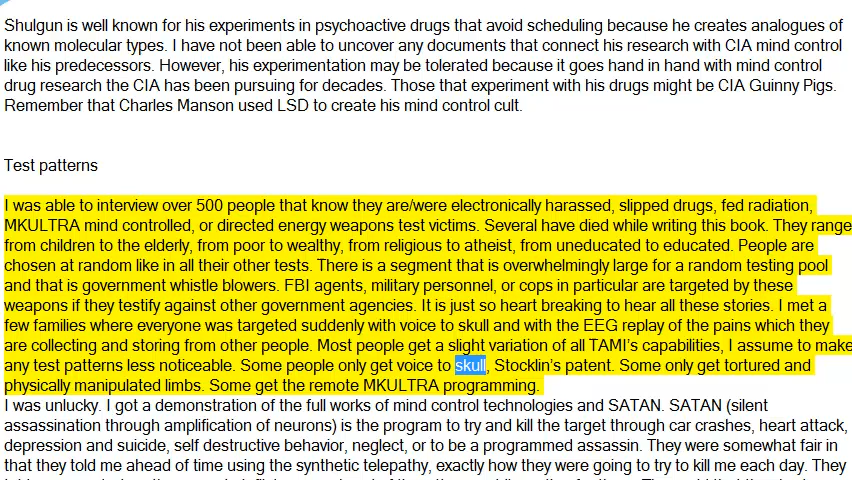 Shulgun is well known for his experiments in psychoactive drugs that avoid scheduling because he creates analogues of
known molecular types. I have not been able to uncover any documents that connect his research with CIA mind control
like his predecessors. However, his experimentation may be tolerated because it goes hand in hand with mind control
drug research the CIA has been pursuing for decades. Those that experiment with his drugs might be CIA Guinny Pigs.
Remember that Charles Manson used LSD to create his mind control cult.
Test patterns
I was able to interview over 500 people that know they are/were electronically harassed, slipped drugs, fed radiation,
MKULTRA mind controlled, or directed energy weapons test victims. Several have died while writing this book. They range
from children to the elderly, from poor to wealthy, from religious to atheist, from uneducated to educated. People are
chosen at random like in all their other tests. There is a segment that is overwhelmingly large for a random testing pool
and that is government whistle blowers. FBI agents, military personnel, or cops in particular are targeted by these
weapons if they testify against other government agencies. It is just so heart breaking to hear all these stories. I met a
few families where everyone was targeted suddenly with voice to skull and with the EEG replay of the pains which they
are collecting and storing from other people. Most people get a slight variation of all TAMI's capabilities, I assume to make
any test patterns less noticeable. Some people only get voice to skull, Stocklin's patent. Some only get tortured and
physically manipulated limbs. Some get the remote MKULTRA programming.
I was unlucky. I got a demonstration of the full works of mind control technologies and SATAN. SATAN (silent
assassination through amplification of neurons) is the program to try and kill the target through car crashes, heart attack,
depression and suicide, self destructive behavior, neglect, or to be a programmed assassin. They were somewhat fair in
that they told me ahead of time using the synthetic telepathy, exactly how they were going to try to kill me each day. They